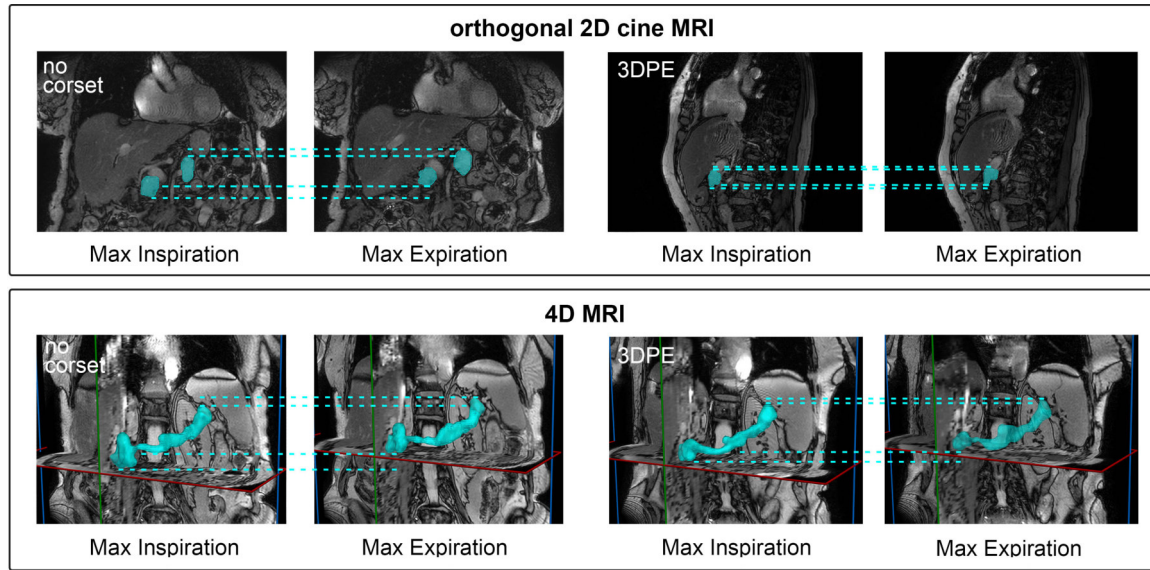 orthogonal 2D cine MRI
no
corset
3DPE
Max Inspiration
Max Expiration
Max Inspiration
Max Expiration
4D MRI
no
corset
3DPE
Max Inspiration
Max Expiration
Max Inspiration
Max Expiration